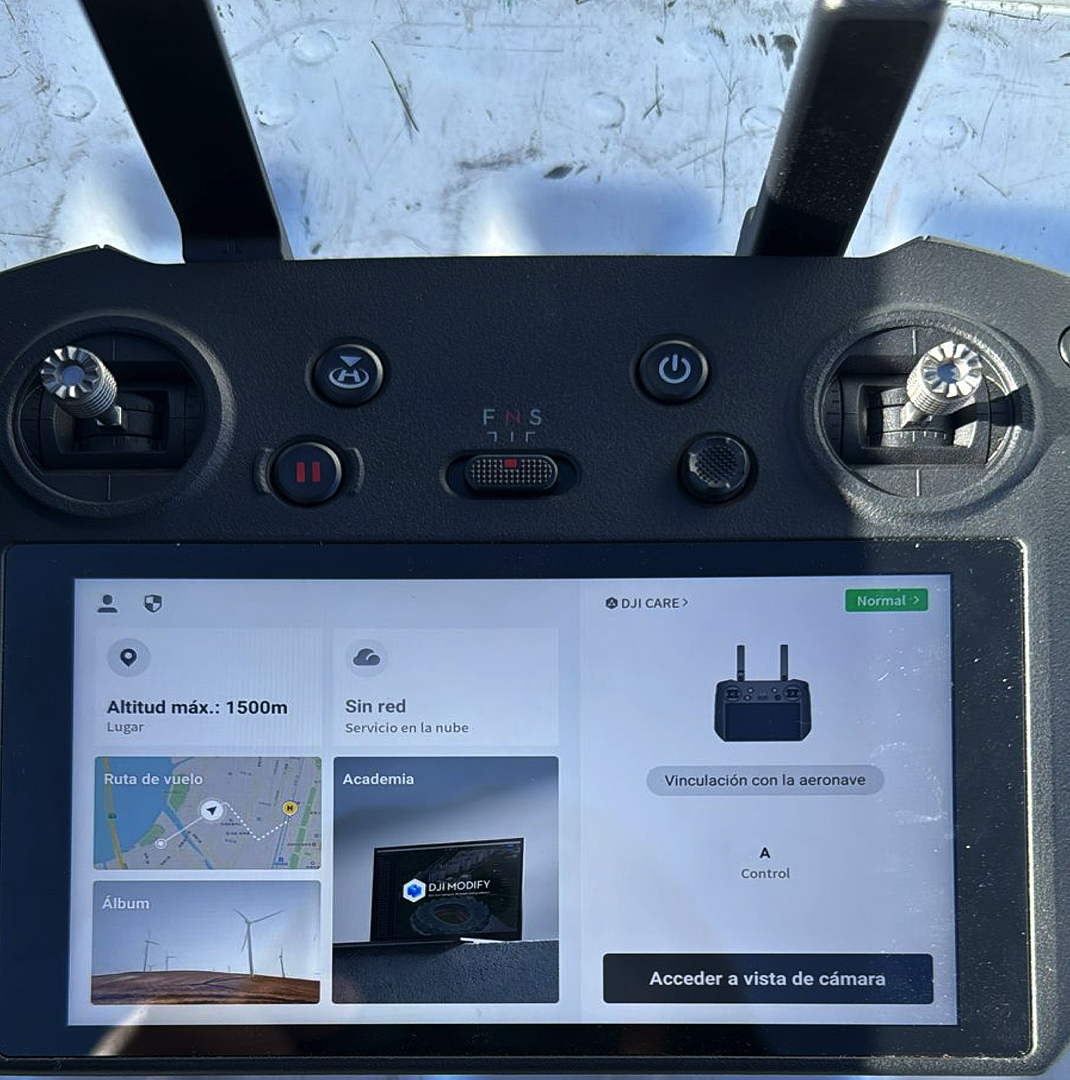 F N S
DJI CARE >
Normal >
Altitud máx.: 1500m
Lugar
Sin red
Servicio en la nube
Ruta de vuelo
H
Academia
DJI MODIFY
Álbum
Vinculación con la aeronave
A
Control
Acceder a vista de cámara